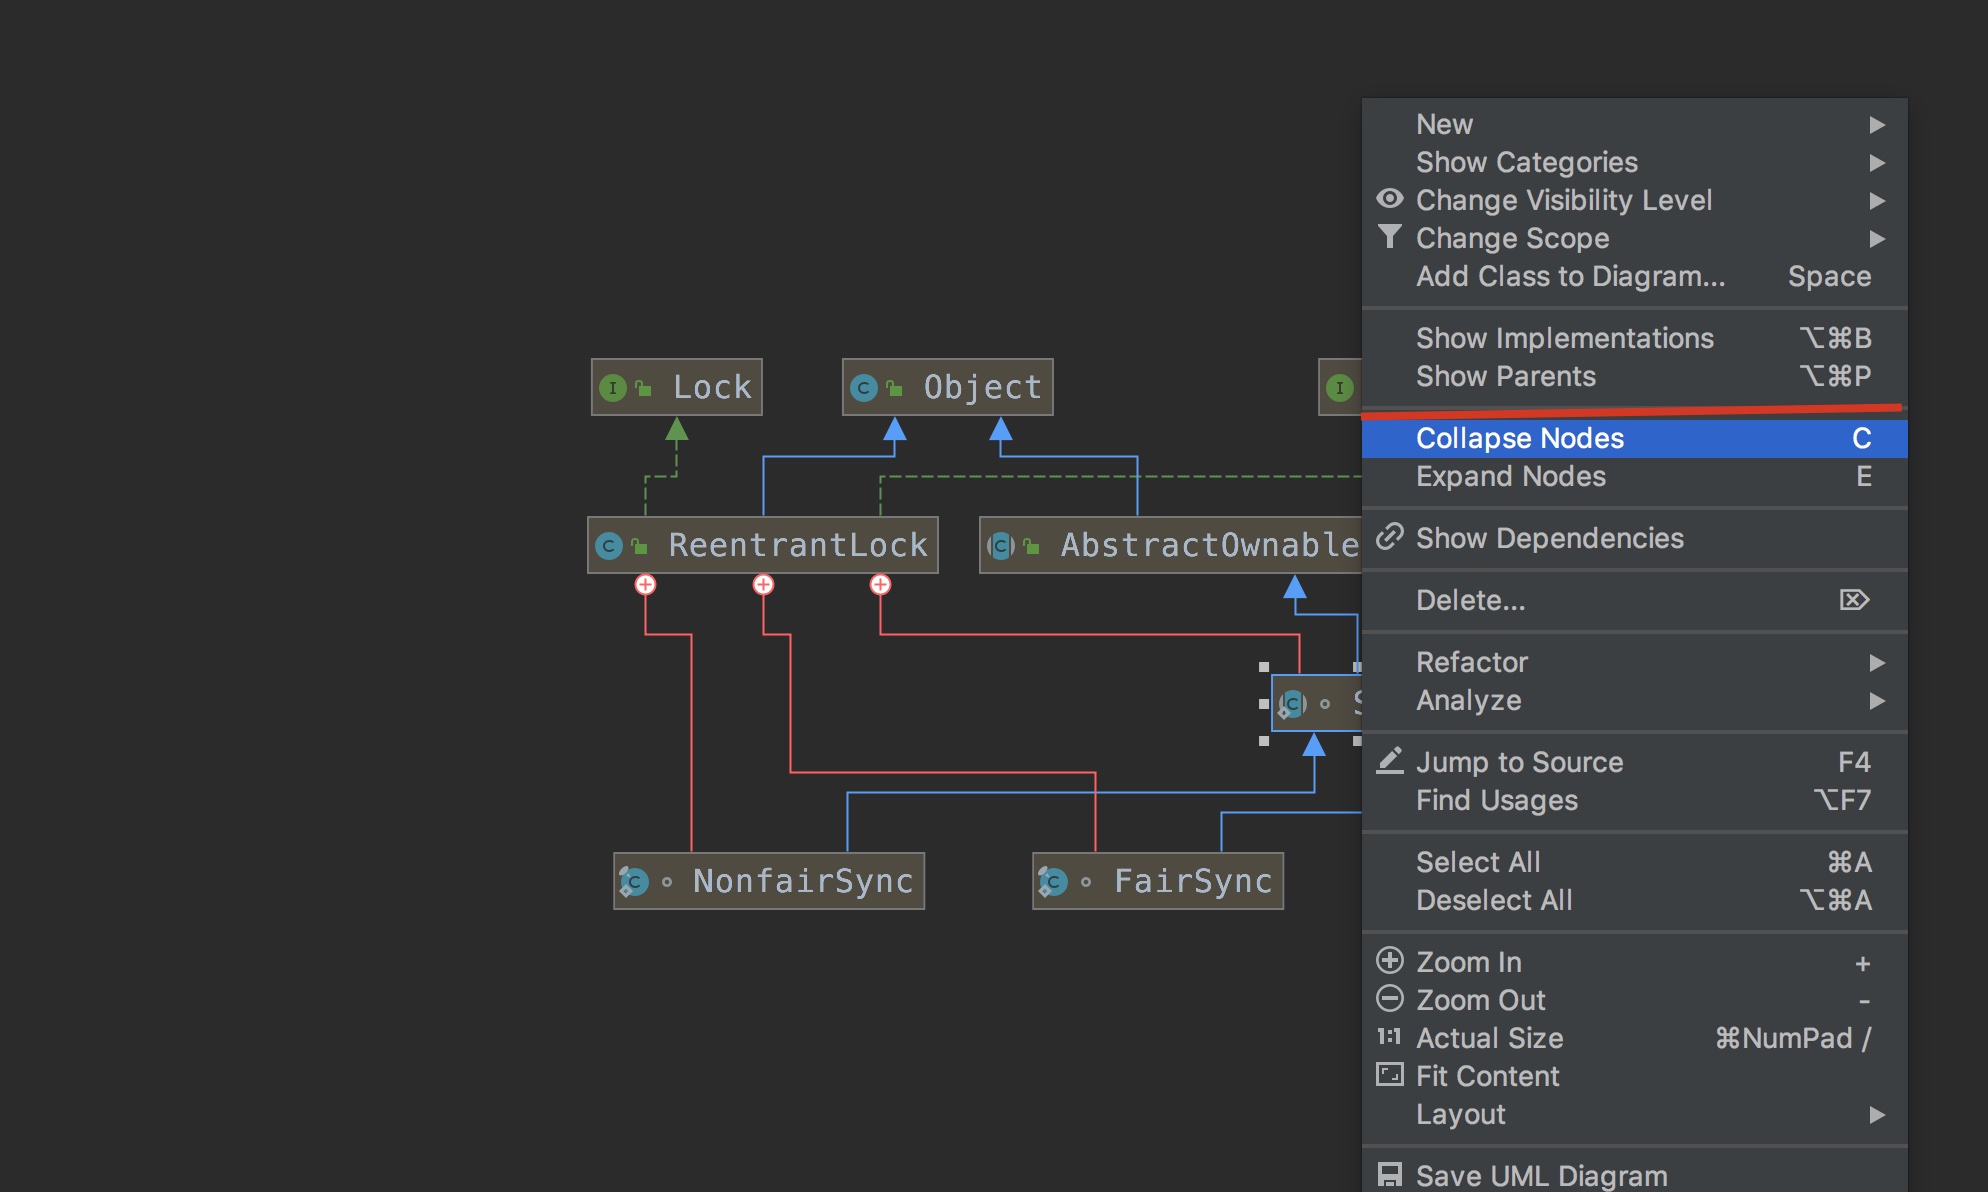 New
Show Categories
Change Visibility Level
Change Scope
Add Class to Diagram... Space
Show Implementations ⌥⌘B
Show Parents ⌥⌘P
Collapse Nodes C
Expand Nodes E
Show Dependencies
Delete... ⌦
Refactor
Analyze
Jump to Source F4
Find Usages ⌥F7
Select All ⌘A
Deselect All ⌥⌘A
Zoom In +
Zoom Out -
1:1 Actual Size ⌘NumPad /
Fit Content
Layout
Save UML Diagram
I Lock
C Object
I
C ReentrantLock
C AbstractOwnable
C S
C NonfairSync
C FairSync